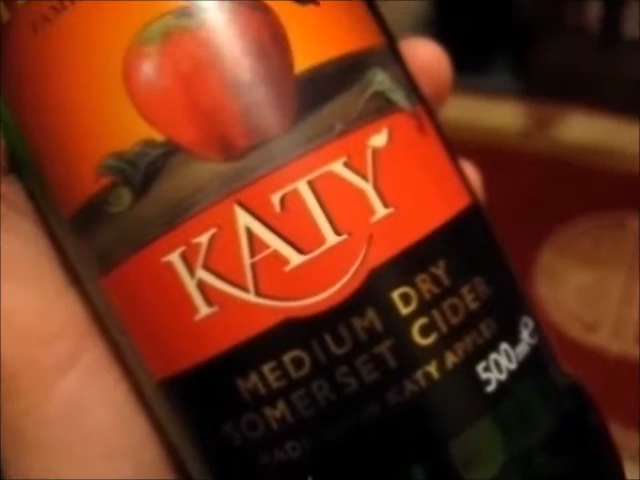 KATY
MEDIUM DRY
SOMERSET CIDER
KATY APPLES
500ml e